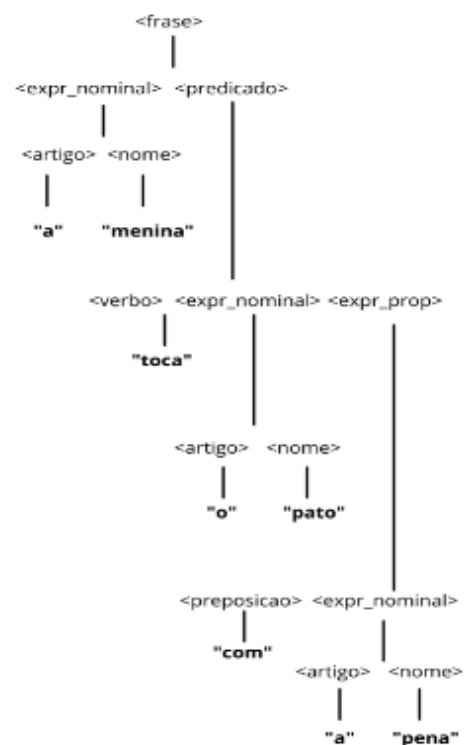 <frase>
<expr_nominal> <predicado>
<artigo> <nome>
"a" "menina"
<verbo> <expr_nominal> <expr_prop>
"toca"
<artigo> <nome>
"o" "pato"
<preposicao> <expr_nominal>
"com"
<artigo> <nome>
"a" "pena"